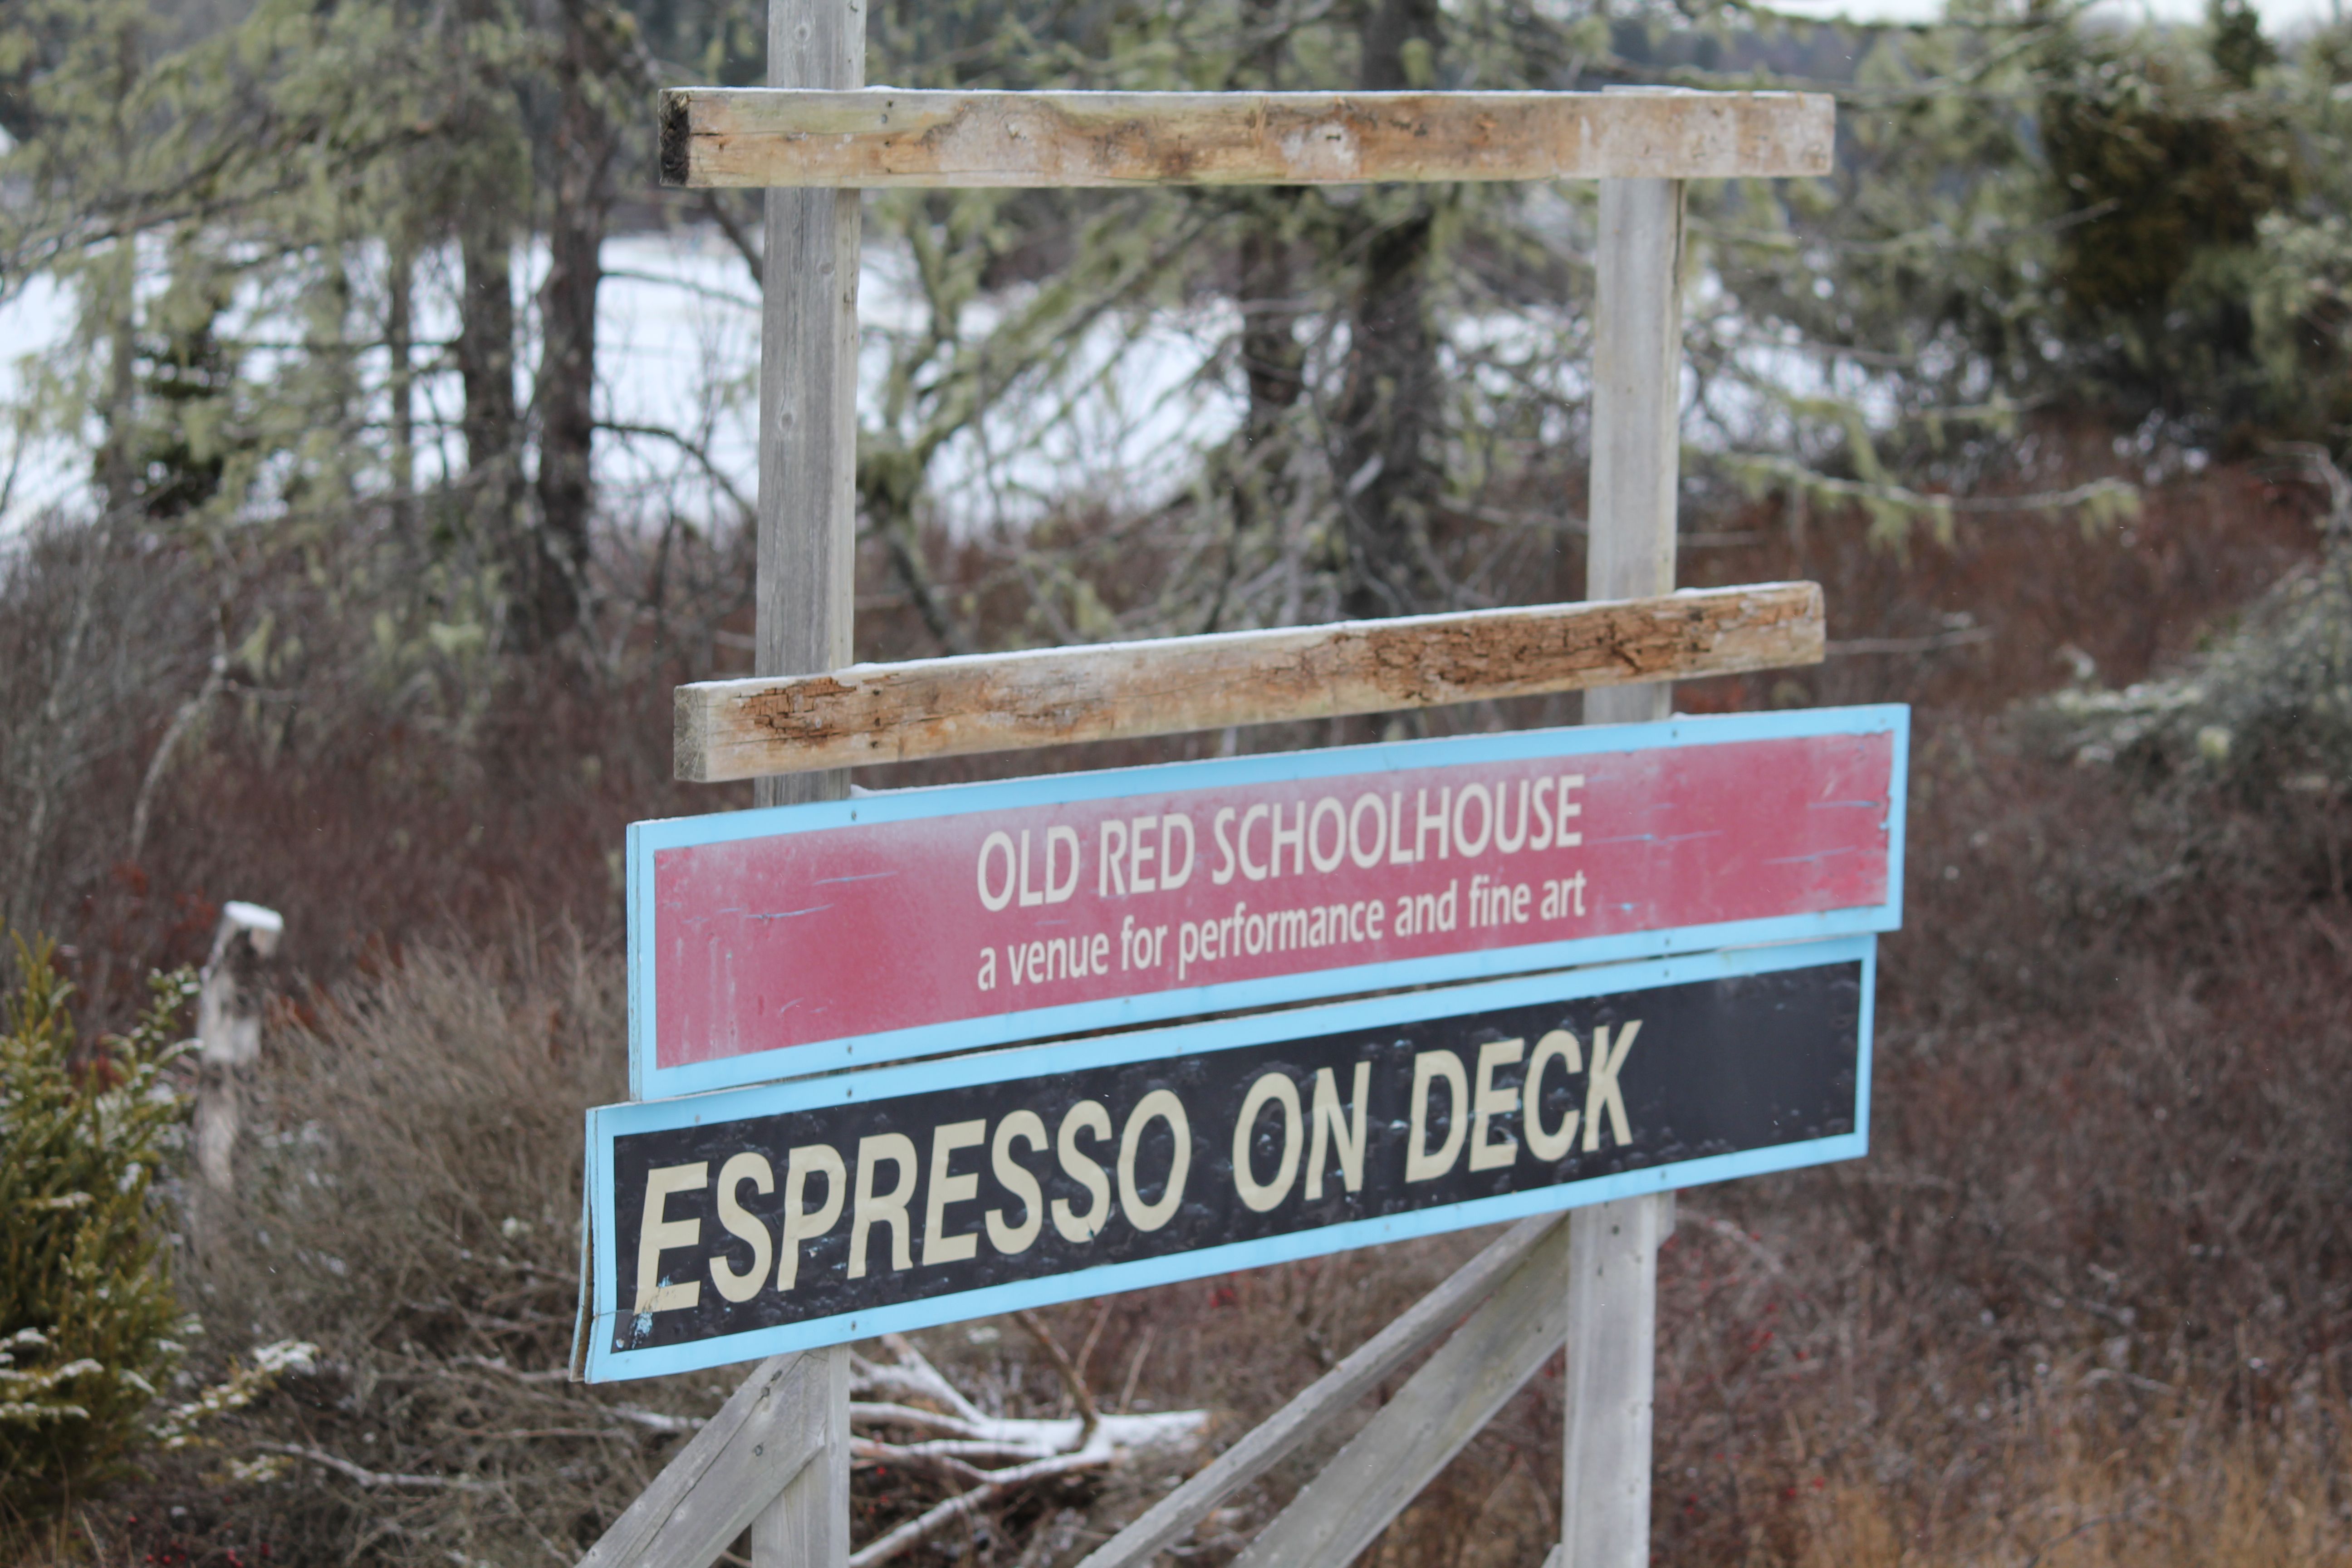 OLD RED SCHOOLHOUSE
a venue for performance and fine art
ESPRESSO ON DECK